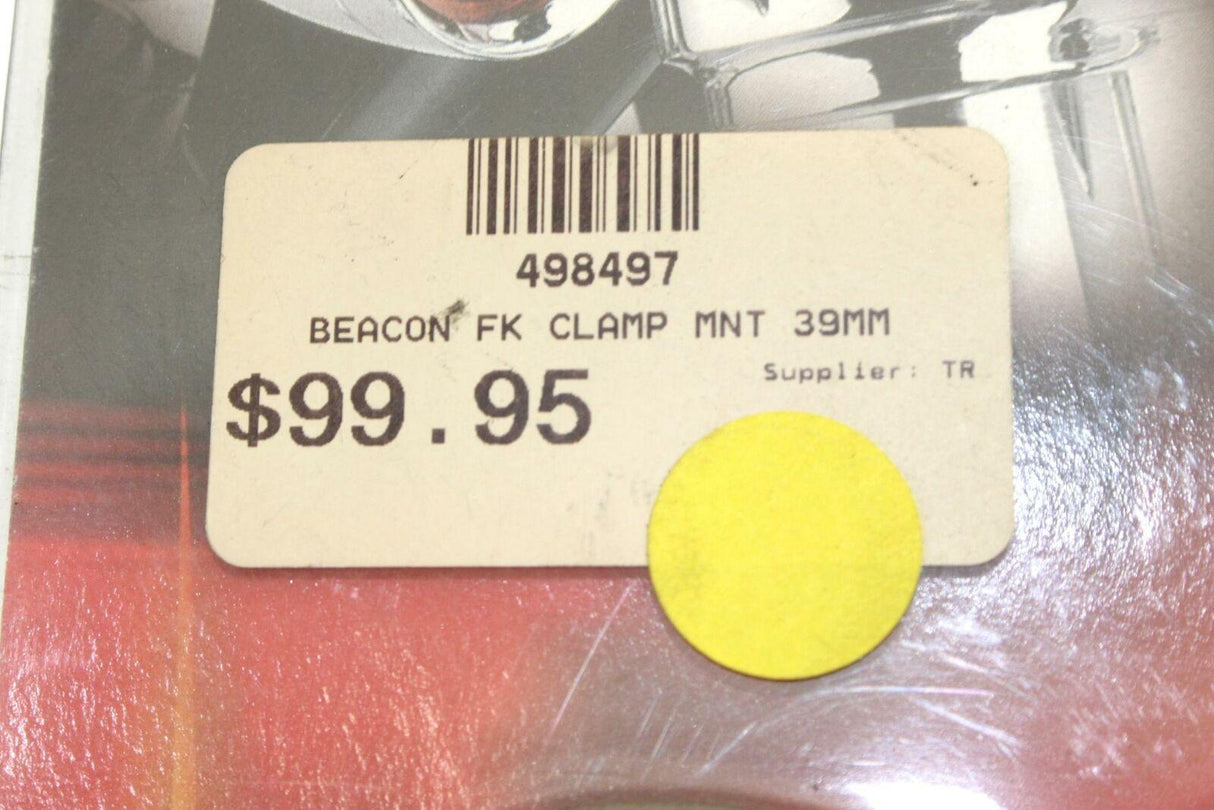 498497
BEACON FK CLAMP MNT 39MM
Supplier: TR
$99.95